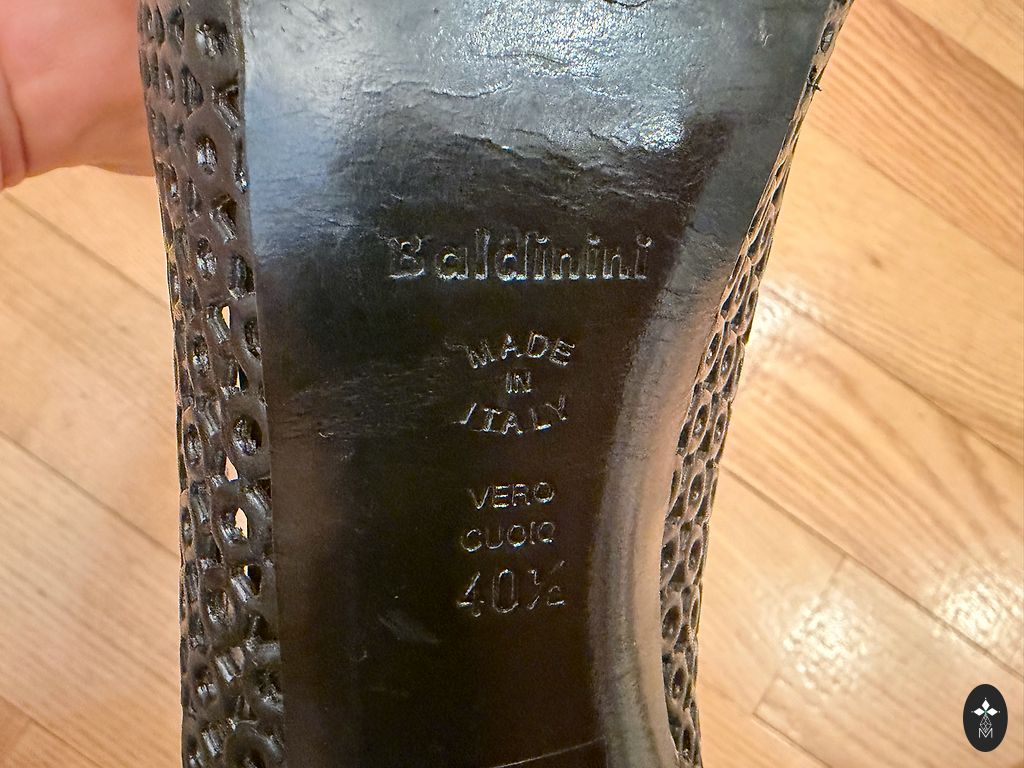 Baldinini
MADE
IN
ITALY
VERO
CUOIO
40½
M